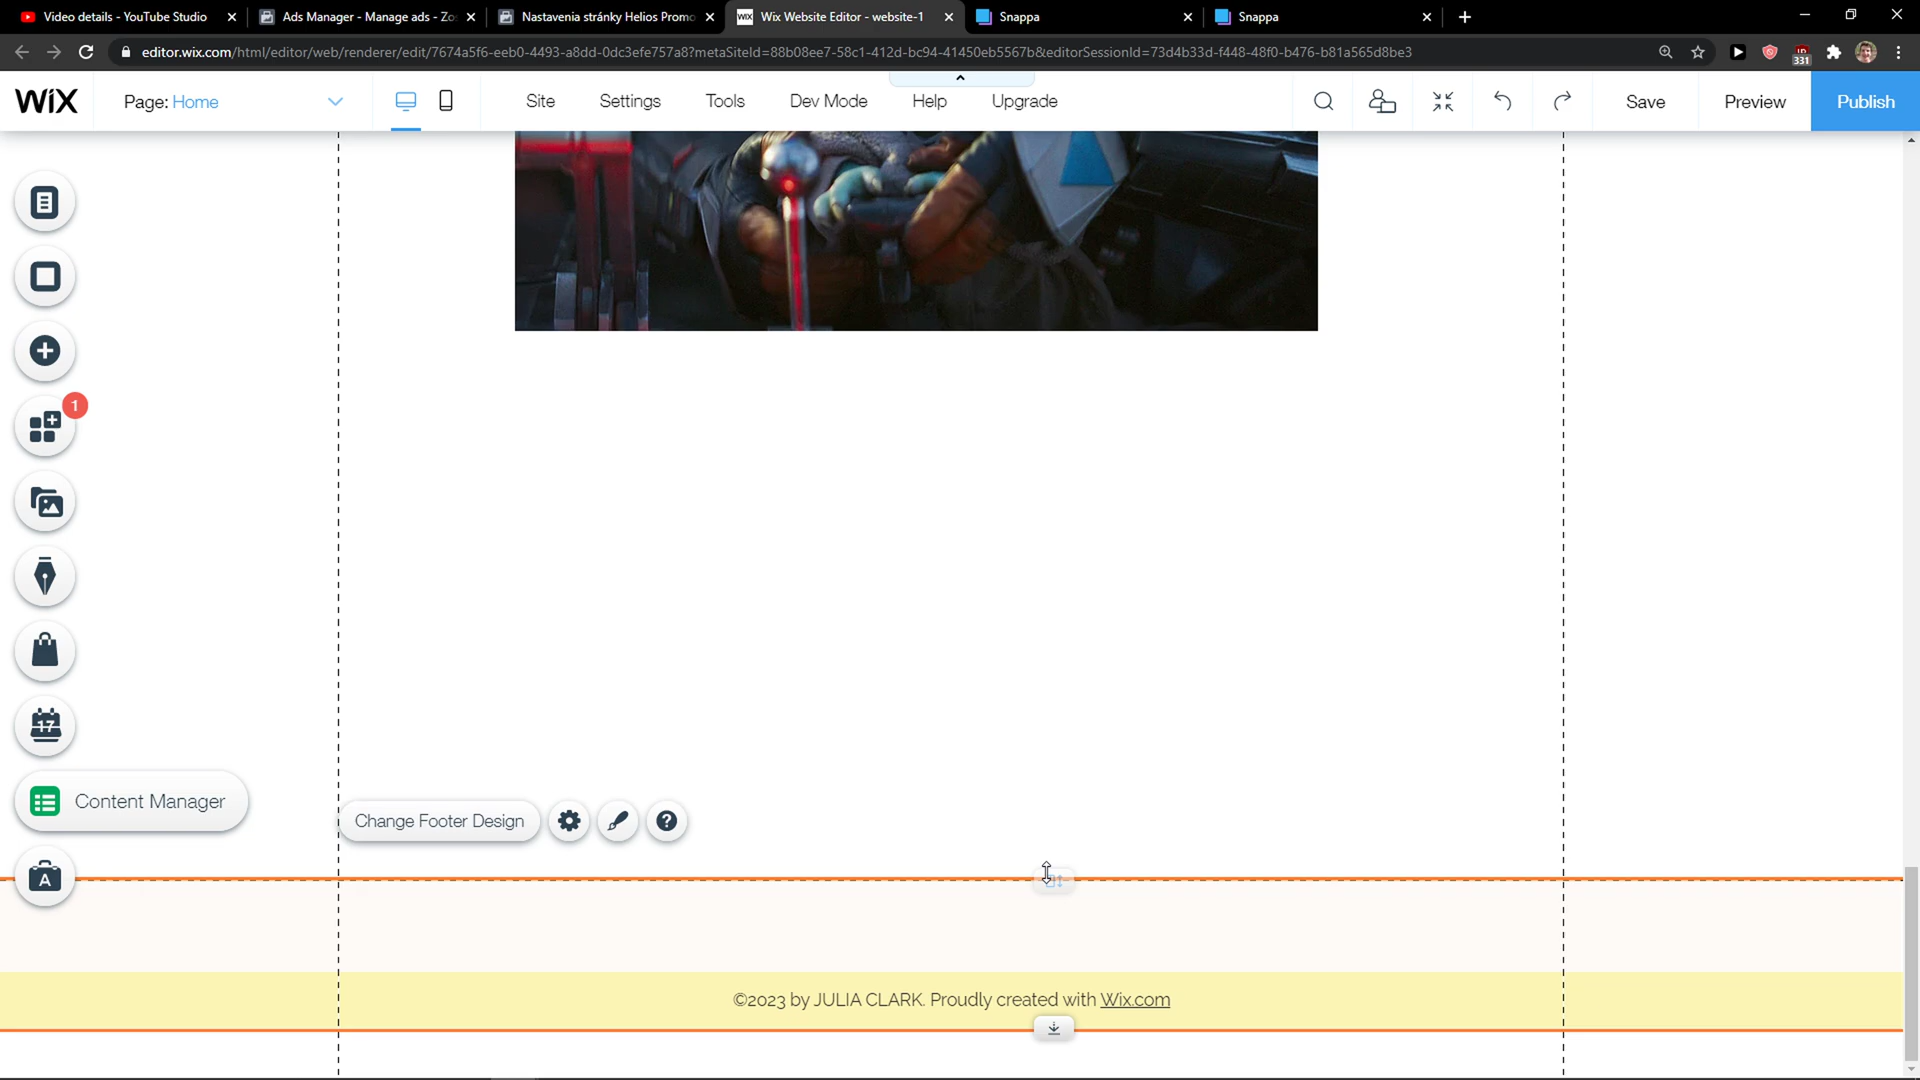 Video details - YouTube Studio
Ads Manager - Manage ads - Zo
Nastavenia stránky Helios Promo
WIX Wix Website Editor - website-1
Snappa
Snappa
editor.wix.com/html/editor/web/renderer/edit/7674a5f6-eeb0-4493-a8dd-0dc3efe757a8?metaSiteId=88b08ee7-58c1-412d-bc94-41450eb5567b&editorSessionId=73d4b33d-f448-48f0-b476-b81a565d8be3
331
WiX
Page: Home
Site
Settings
Tools
Dev Mode
Help
Upgrade
Save
Preview
Publish
1
17
Content Manager
A
Change Footer Design
?
©2023 by JULIA CLARK. Proudly created with Wix.com